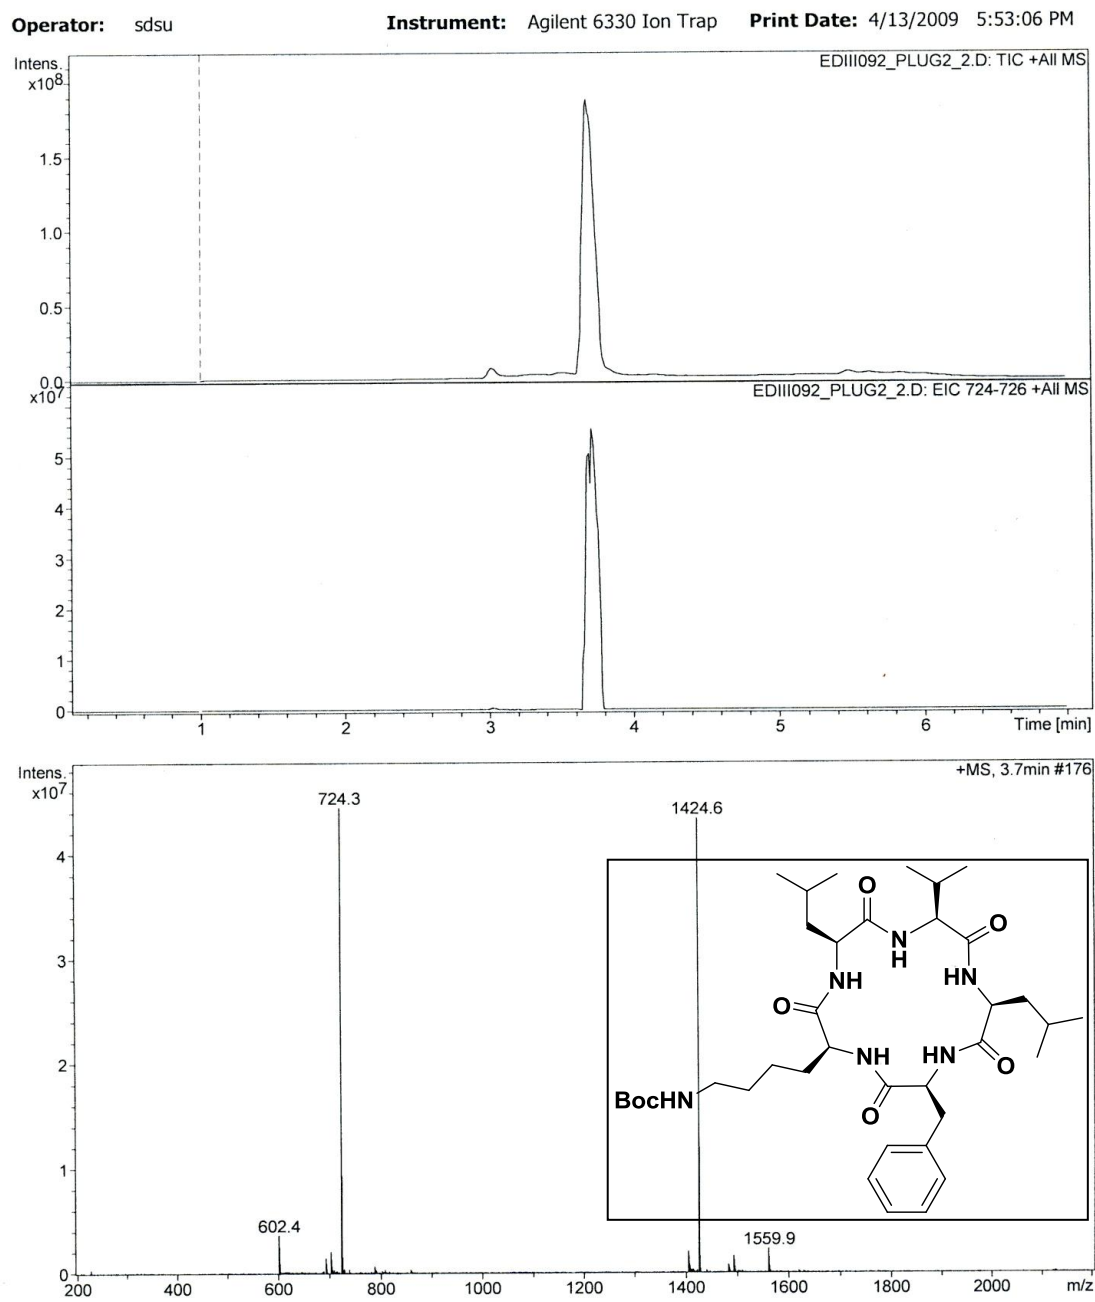 Operator: sdsu Instrument: Agilent 6330 Ion Trap Print Date: 4/13/2009 5:53:06 PM
Intens.
x10^8
EDIII092_PLUG2_2.D: TIC +All MS
1.5
1.0
0.5
0.0
x10^7
EDIII092_PLUG2_2.D: EIC 724-726 +All MS
5
4
3
2
1
0
1 2 3 4 5 6 Time [min]
Intens.
x10^7
+MS, 3.7min #176
724.3
1424.6
4
3
2
1
0
602.4
1559.9
O
O
N
H
HN
NH
O
NH
HN
O
BocHN
O
200 400 600 800 1000 1200 1400 1600 1800 2000 m/z